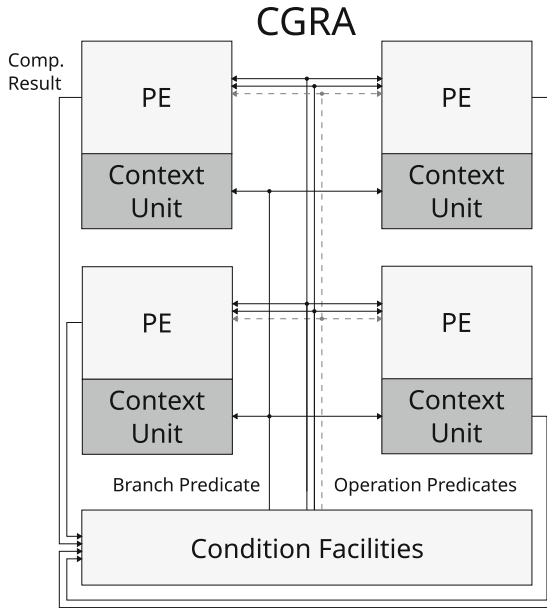 CGRA
Comp.
Result
PE
PE
Context
Unit
Context
Unit
PE
PE
Context
Unit
Context
Unit
Branch Predicate
Operation Predicates
Condition Facilities